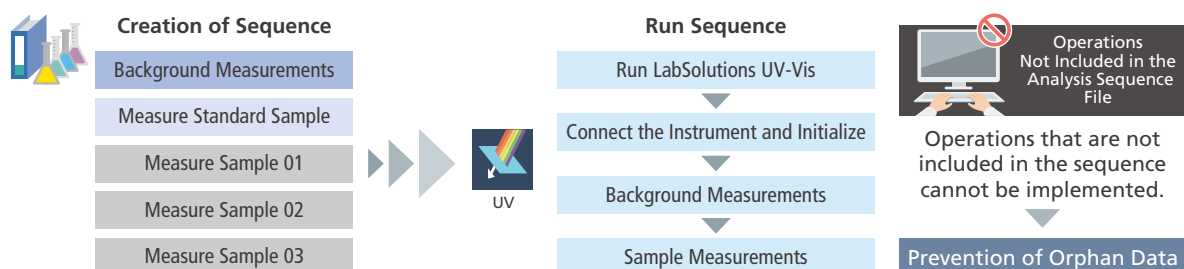 Creation of Sequence
Background Measurements
Measure Standard Sample
Measure Sample 01
Measure Sample 02
Measure Sample 03
UV
Run Sequence
Run LabSolutions UV-Vis
Connect the Instrument and Initialize
Background Measurements
Sample Measurements
Operations
Not Included in the
Analysis Sequence
File
Operations that are not
included in the sequence
cannot be implemented.
Prevention of Orphan Data